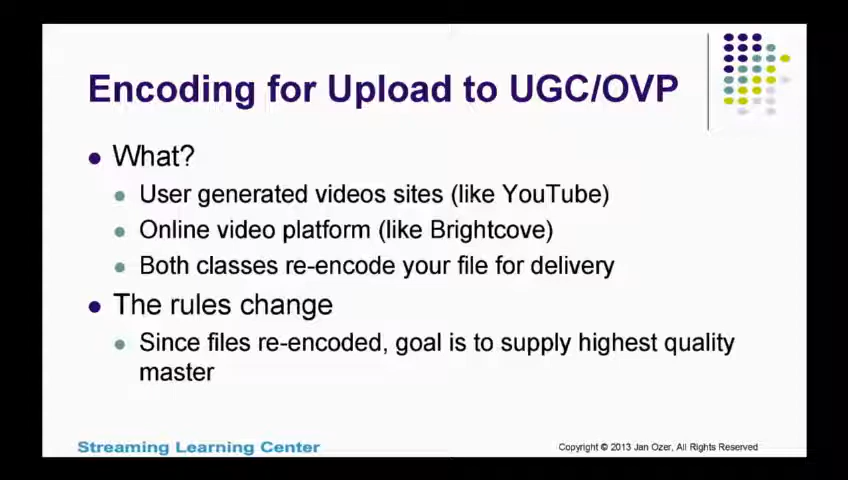 Encoding for Upload to UGC/OVP
What?
User generated videos sites (like YouTube)
Online video platform (like Brightcove)
Both classes re-encode your file for delivery
The rules change
Since files re-encoded, goal is to supply highest quality
master
Streaming Learning Center
Copyright © 2013 Jan Ozer, All Rights Reserved